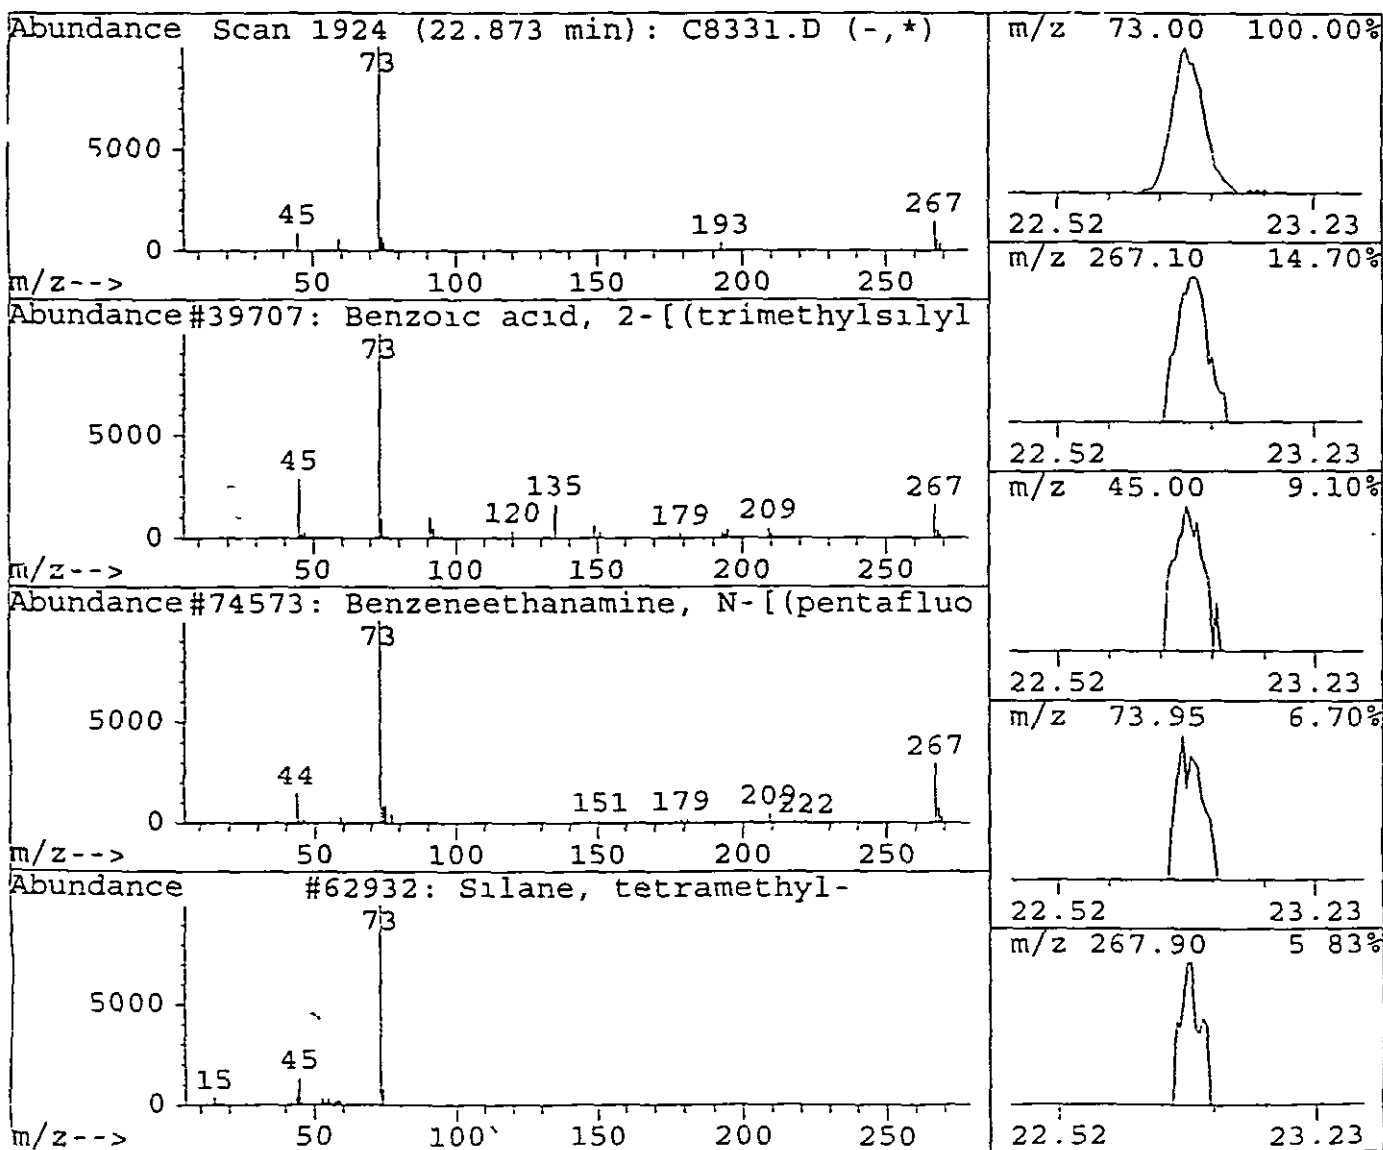 Abundance Scan 1924 (22.873 min): C8331.D (-,*)
73
5000
45
193
267
0
m/z--> 50 100 150 200 250
Abundance #39707: Benzoic acid, 2-[(trimethylsilyl
73
5000
45
135
120
179
209
267
0
m/z--> 50 100 150 200 250
Abundance #74573: Benzeneethanamine, N-[(pentafluo
73
5000
44
151
179
209
222
267
0
m/z--> 50 100 150 200 250
Abundance #62932: Silane, tetramethyl-
73
5000
15
45
0
m/z--> 50 100 150 200 250
m/z 73.00 100.00%
22.52 23.23
m/z 267.10 14.70%
22.52 23.23
m/z 45.00 9.10%
22.52 23.23
m/z 73.95 6.70%
22.52 23.23
m/z 267.90 5 83%
22.52 23.23